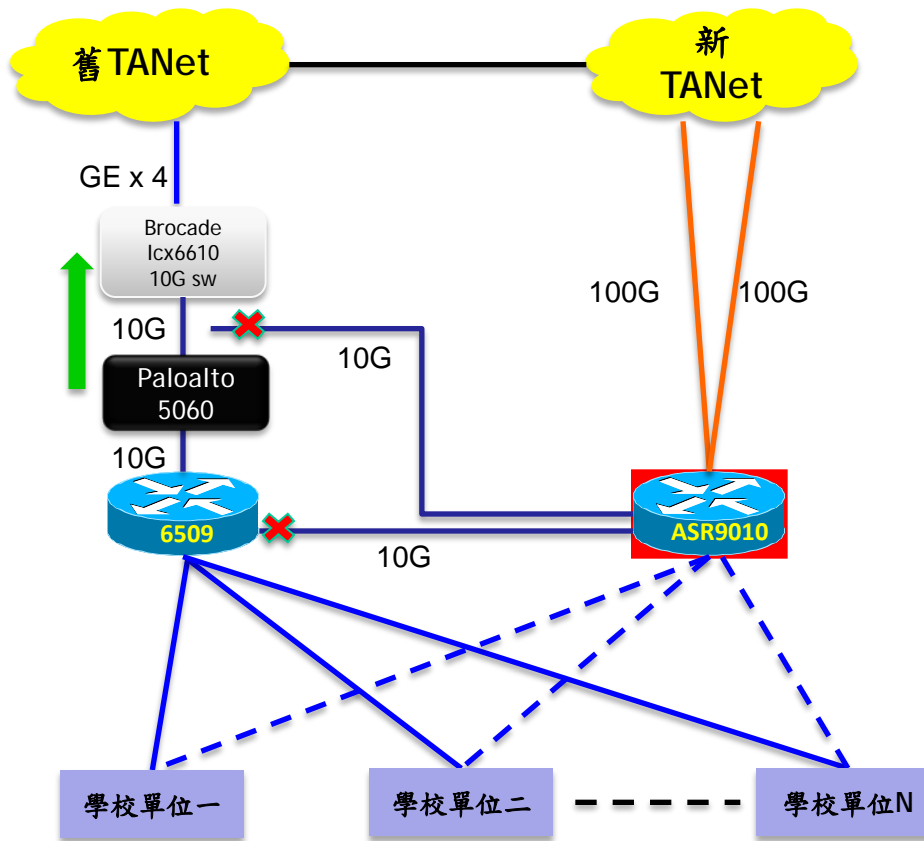 舊TANet
新
TANet
GE x 4
Brocade
Icx6610
10G sw
100G
100G
10G
10G
Paloalto
5060
10G
6509
ASR9010
10G
學校單位一
學校單位二
學校單位N